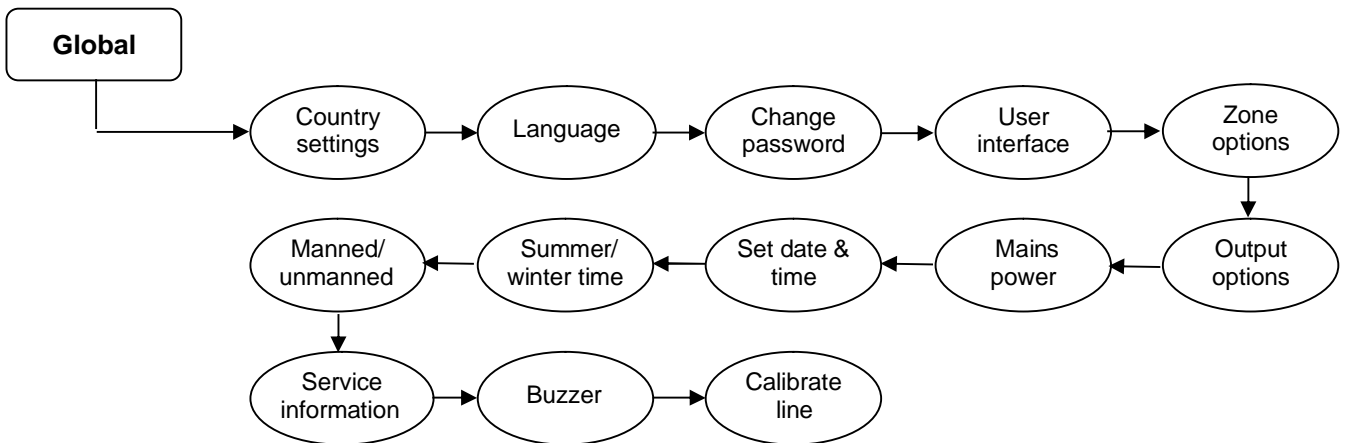 Global
Country
settings
Language
Change
password
User
interface
Zone
options
Output
options
Mains
power
Set date &
time
Summer/
winter time
Manned/
unmanned
Service
information
Buzzer
Calibrate
line